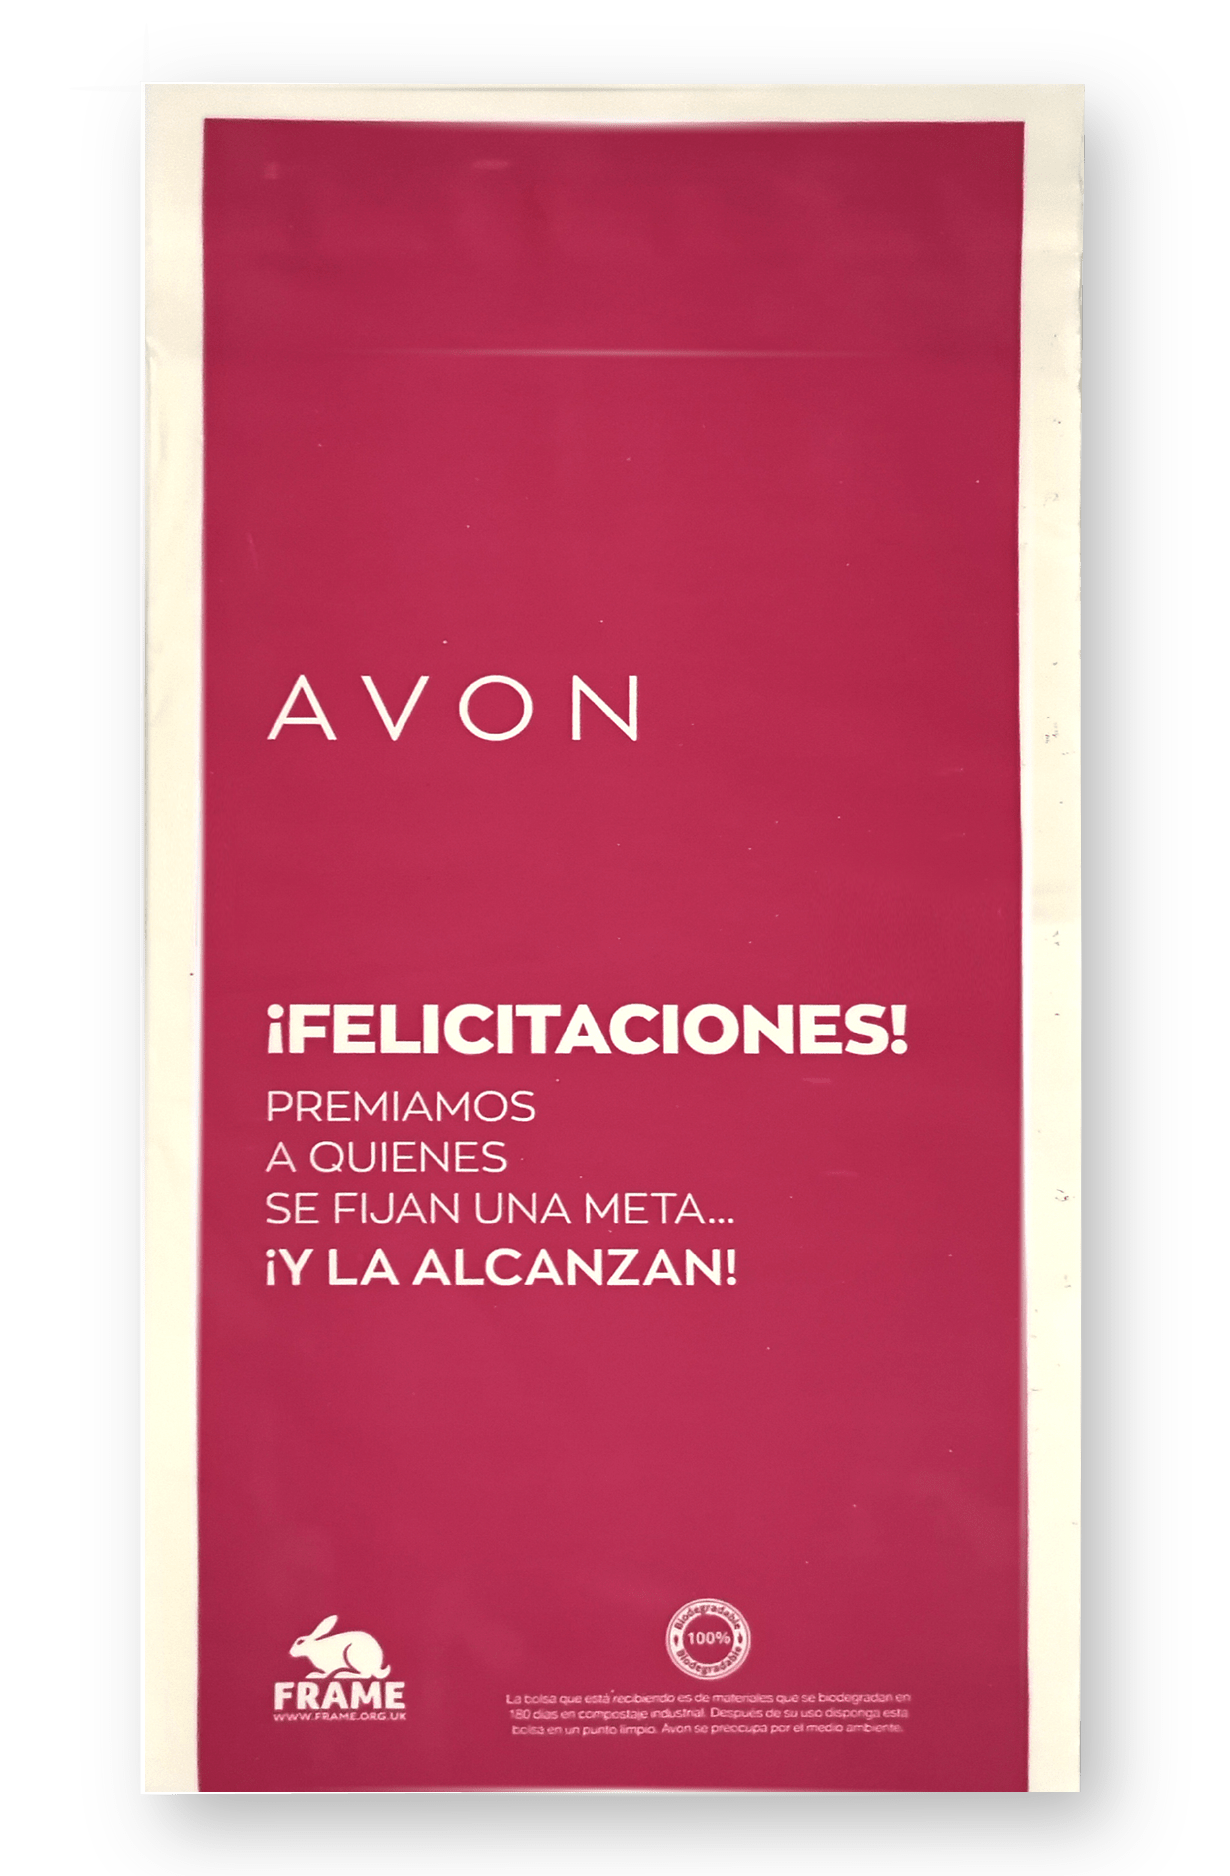 AVON
¡FELICITACIONES!
PREMIAMOS
A QUIENES
SE FIJAN UNA META...
¡Y LA ALCANZAN!
Biodegradable
100%
Biodegradable
FRAME
WWW.FRAME.ORG.UK
La bolsa que está recibiendo es de materiales que se biodegradan en
180 días en compostaje industrial. Después de su uso disponga esta
bolsa en un punto limpio. Avon se preocupa por el medio ambiente.